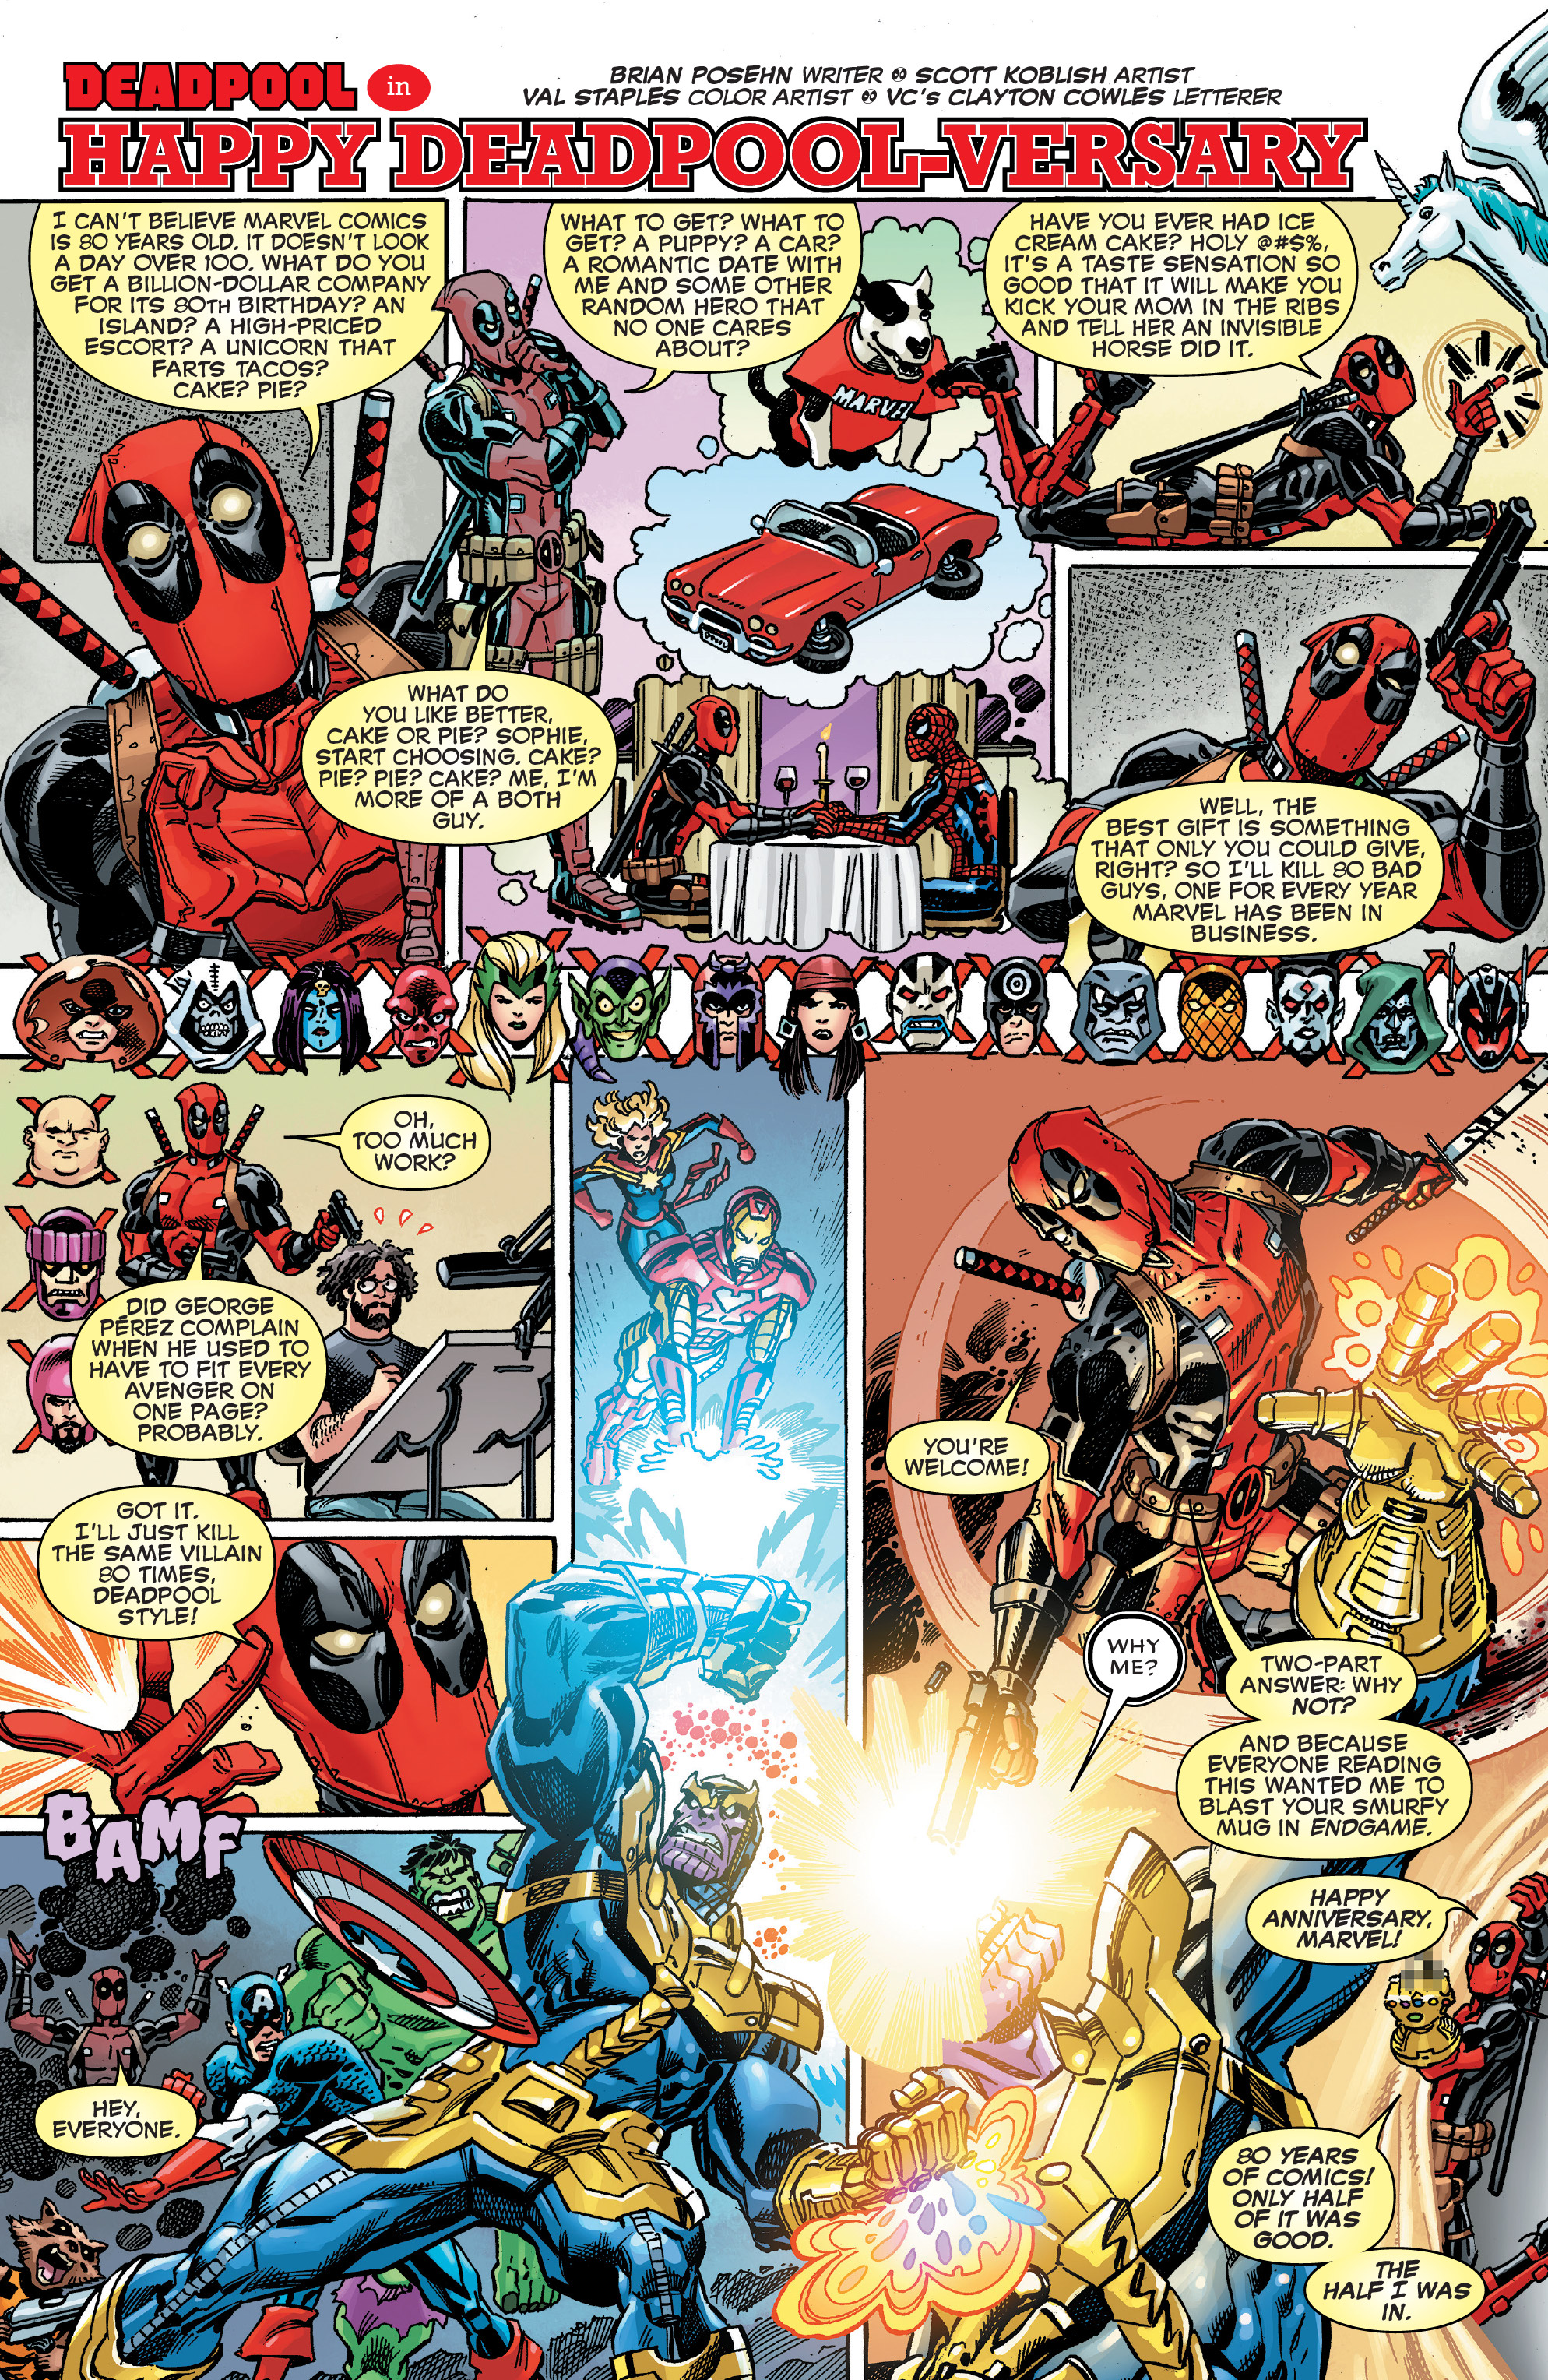 DEADPOOL in
BRIAN POSEHN WRITER SCOTT KOBLISH ARTIST
VAL STAPLES COLOR ARTIST VC's CLAYTON COWLES LETTERER
HAPPY DEADPOOL-VERSARY
I CAN'T BELIEVE MARVEL COMICS
IS 80 YEARS OLD. IT DOESN'T LOOK
A DAY OVER 100. WHAT DO YOU
GET A BILLION-DOLLAR COMPANY
FOR ITS 80TH BIRTHDAY? AN
ISLAND? A HIGH-PRICED
ESCORT? A UNICORN THAT
FARTS TACOS?
CAKE? PIE?
WHAT DO
YOU LIKE BETTER,
CAKE OR PIE? SOPHIE,
START CHOOSING. CAKE?
PIE? PIE? CAKE? ME, I'M
MORE OF A BOTH
GUY.
WHAT TO GET? WHAT TO
GET? A PUPPY? A CAR?
A ROMANTIC DATE WITH
ME AND SOME OTHER
RANDOM HERO THAT
NO ONE CARES
ABOUT?
MARVEL
DPOOL
HAVE YOU EVER HAD ICE
CREAM CAKE? HOLY @#$%,
IT'S A TASTE SENSATION SO
GOOD THAT IT WILL MAKE YOU
KICK YOUR MOM IN THE RIBS
AND TELL HER AN INVISIBLE
HORSE DID IT.
WELL, THE
BEST GIFT IS SOMETHING
THAT ONLY YOU COULD GIVE,
RIGHT? SO I'LL KILL 80 BAD
GUYS, ONE FOR EVERY YEAR
MARVEL HAS BEEN IN
BUSINESS.
OH,
TOO MUCH
WORK?
DID GEORGE
PÉREZ COMPLAIN
WHEN HE USED TO
HAVE TO FIT EVERY
AVENGER ON
ONE PAGE?
PROBABLY.
GOT IT.
I'LL JUST KILL
THE SAME VILLAIN
80 TIMES,
DEADPOOL
STYLE!
BAMF
HEY,
EVERYONE.
A
YOU'RE
WELCOME!
WHY
ME?
TWO-PART
ANSWER: WHY
NOT?
AND BECAUSE
EVERYONE READING
THIS WANTED ME TO
BLAST YOUR SMURFY
MUG IN ENDGAME.
HAPPY
ANNIVERSARY,
MARVEL!
80 YEARS
OF COMICS!
ONLY HALF
OF IT WAS
GOOD.
THE
HALF I WAS
IN.